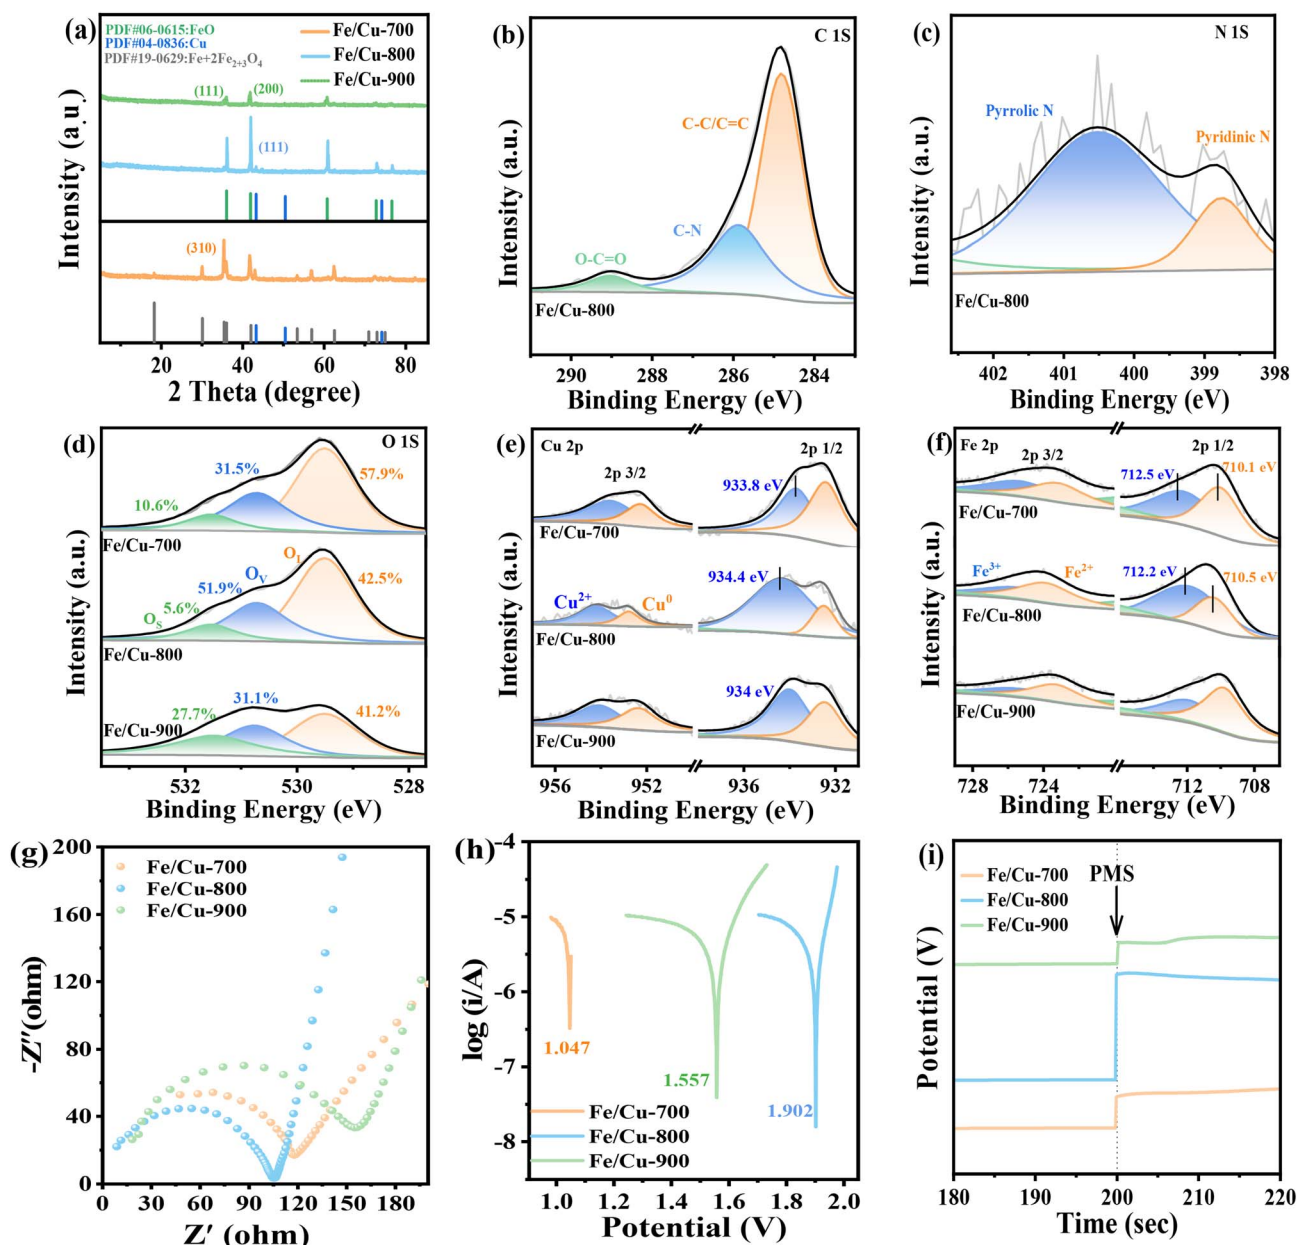 (a)
PDF#06-0615:FeO
PDF#04-0836:Cu
PDF#19-0629:Fe+2Fe2+3O4
Fe/Cu-700
Fe/Cu-800
Fe/Cu-900
(111)
(200)
(111)
(310)
Intensity (a.u.)
20 40 60 80
2 Theta (degree)
(b)
C 1S
C-C/C=C
C-N
O-C=O
Fe/Cu-800
Intensity (a.u.)
290 288 286 284
Binding Energy (eV)
(c)
N 1S
Pyrrolic N
Pyridinic N
Fe/Cu-800
Intensity (a.u.)
402 401 400 399 398
Binding Energy (eV)
(d)
O 1S
31.5%
57.9%
10.6%
Fe/Cu-700
OL
OV
51.9%
42.5%
5.6%
OS
Fe/Cu-800
31.1%
27.7%
41.2%
Fe/Cu-900
Intensity (a.u.)
532 530 528
Binding Energy (eV)
(e)
Cu 2p
2p 1/2
2p 3/2
933.8 eV
Fe/Cu-700
934.4 eV
Cu2+
Cu0
Fe/Cu-800
934 eV
Fe/Cu-900
Intensity (a.u.)
956 952 936 932
Binding Energy (eV)
(f)
Fe 2p
2p 3/2
2p 1/2
712.5 eV
710.1 eV
Fe/Cu-700
Fe3+
Fe2+
712.2 eV
710.5 eV
Fe/Cu-800
Fe/Cu-900
Intensity (a.u.)
728 724 712 708
Binding Energy (eV)
(g)
Fe/Cu-700
Fe/Cu-800
Fe/Cu-900
200
160
120
80
40
0
-Z″(ohm)
0 30 60 90 120 150 180
Z′ (ohm)
(h)
-4
-5
-6
-7
-8
log (i/A)
1.047
1.557
1.902
Fe/Cu-700
Fe/Cu-800
Fe/Cu-900
1.0 1.2 1.4 1.6 1.8 2.0
Potential (V)
(i)
Fe/Cu-700
Fe/Cu-800
Fe/Cu-900
PMS
Potential (V)
180 190 200 210 220
Time (sec)